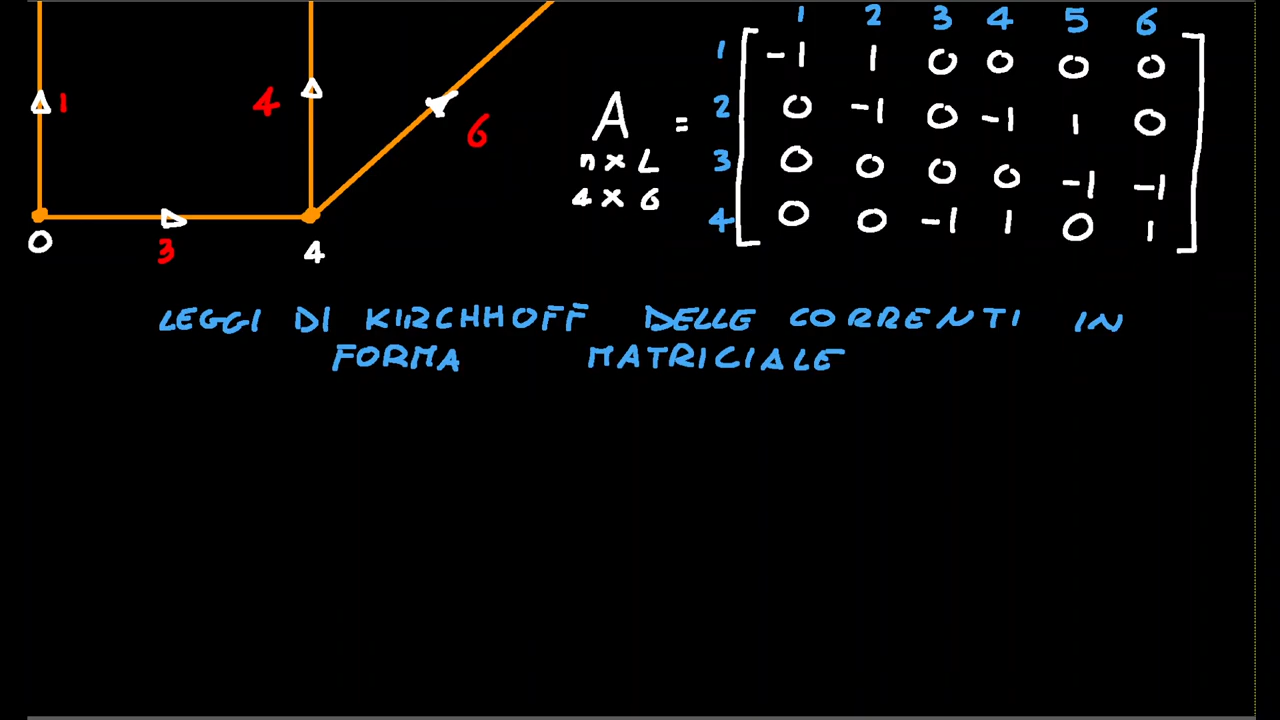 1 2 3 4 5 6
1 -1 1 0 0 0 0
1 4 6
A =
2 0 -1 0 -1 1 0
n x L
3 0 0 0 0 -1 -1
4 x 6
4 0 0 -1 1 0 1
0 3 4
LEGGI DI KIRCHHOFF DELLE CORRENTI IN
FORMA MATRICIALE